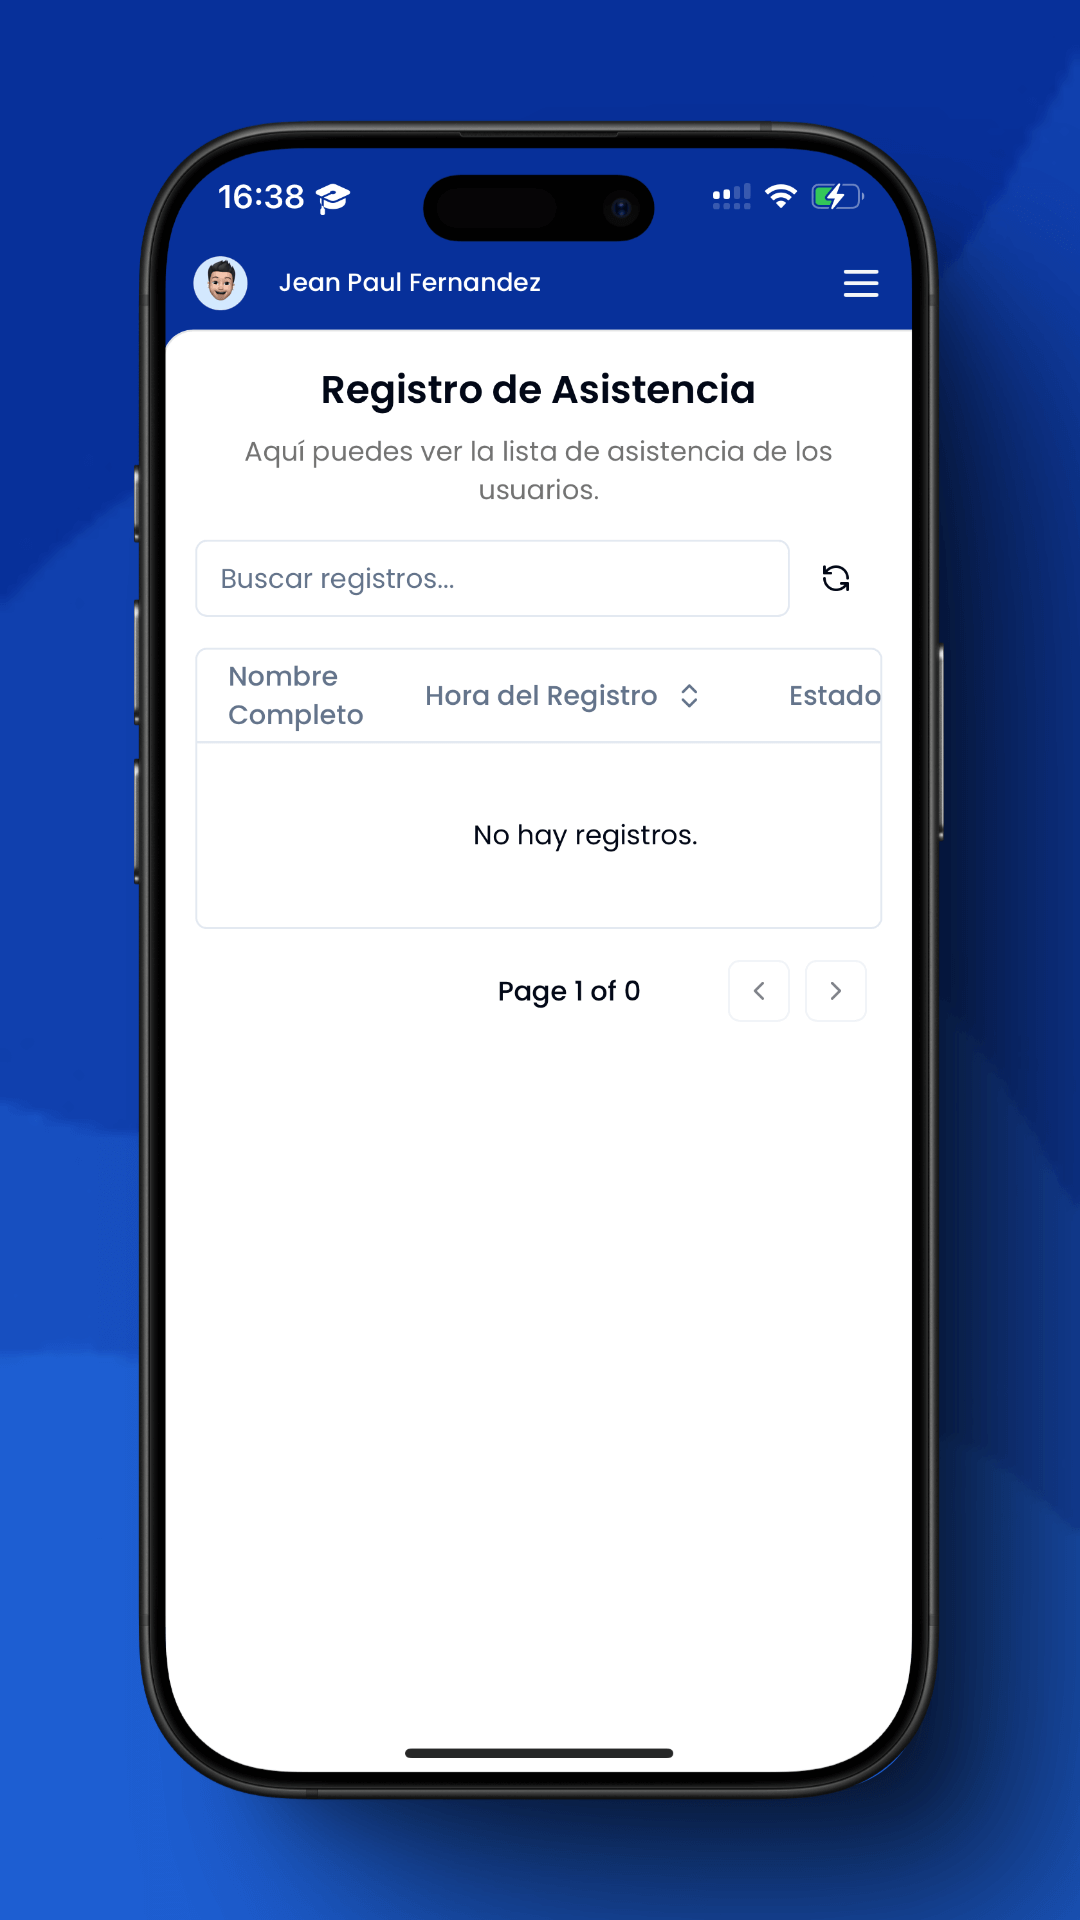 16:38
Jean Paul Fernandez
Registro de Asistencia
Aquí puedes ver la lista de asistencia de los
usuarios.
Buscar registros...
Nombre
Completo
Hora del Registro
Estado
No hay registros.
Page 1 of 0